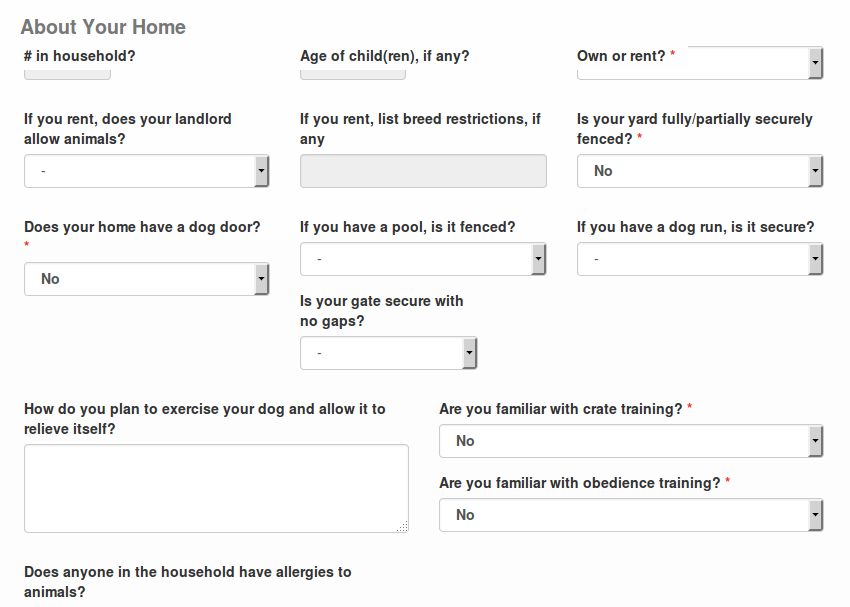 About Your Home
# in household?
Age of child(ren), if any?
Own or rent? *
If you rent, does your landlord
allow animals?
-
If you rent, list breed restrictions, if
any
Is your yard fully/partially securely
fenced? *
No
Does your home have a dog door?
*
No
If you have a pool, is it fenced?
-
If you have a dog run, is it secure?
-
Is your gate secure with
no gaps?
-
How do you plan to exercise your dog and allow it to
relieve itself?
Are you familiar with crate training? *
No
Are you familiar with obedience training? *
No
Does anyone in the household have allergies to
animals?